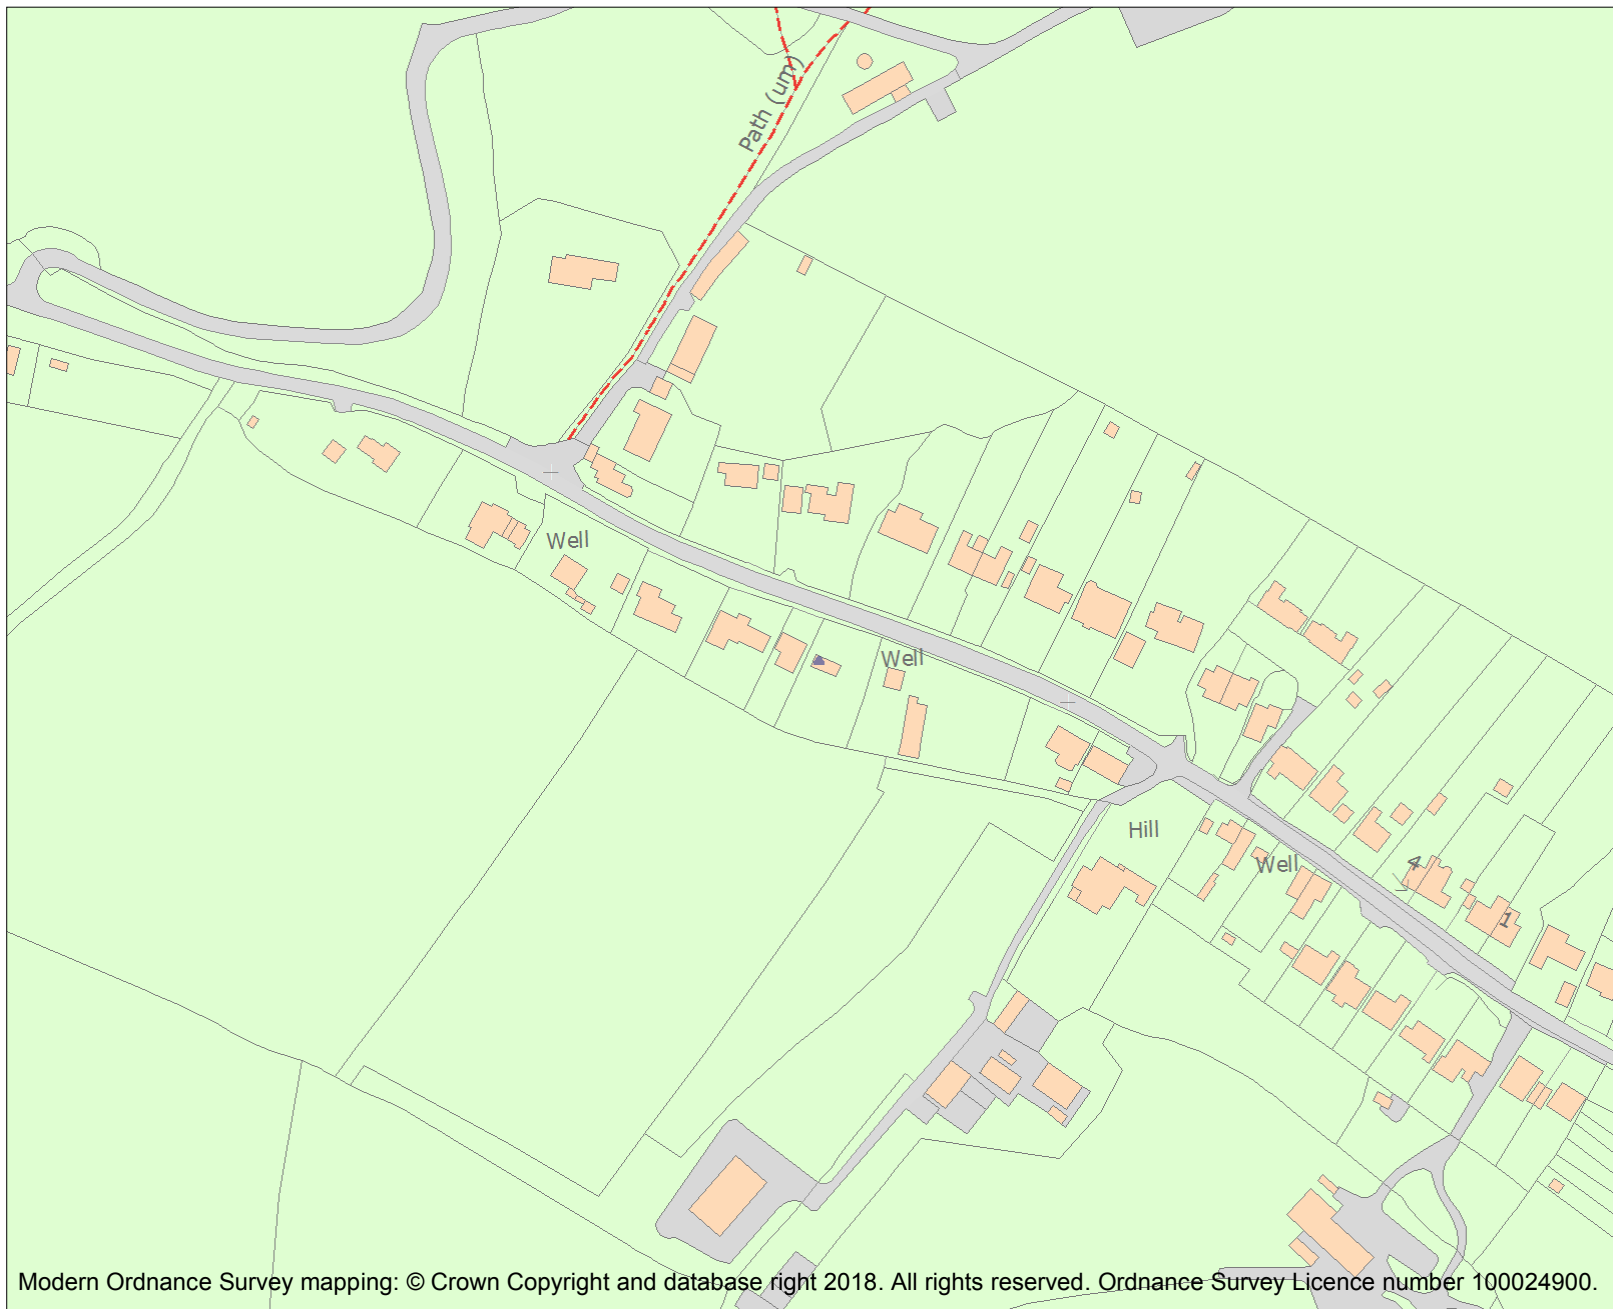 Path (um)
Well
Well
Hill
Well
4
1
Modern Ordnance Survey mapping: © Crown Copyright and database right 2018. All rights reserved. Ordnance Survey Licence number 100024900.